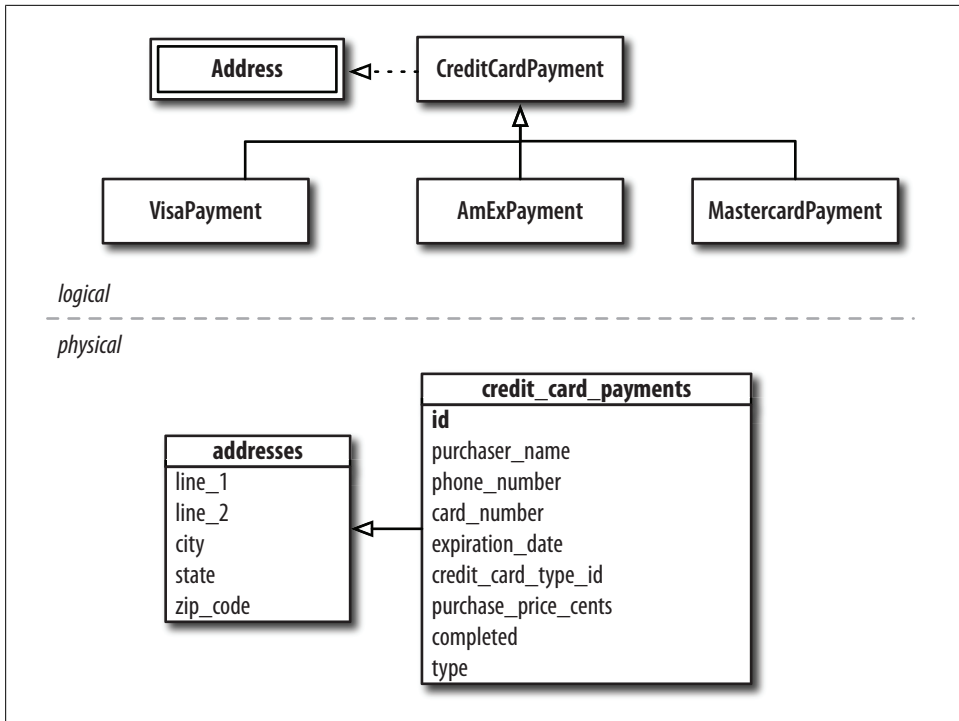 Address
CreditCardPayment
VisaPayment
AmExPayment
MastercardPayment
logical
physical
addresses
line_1
line_2
city
state
zip_code
credit_card_payments
id
purchaser_name
phone_number
card_number
expiration_date
credit_card_type_id
purchase_price_cents
completed
type